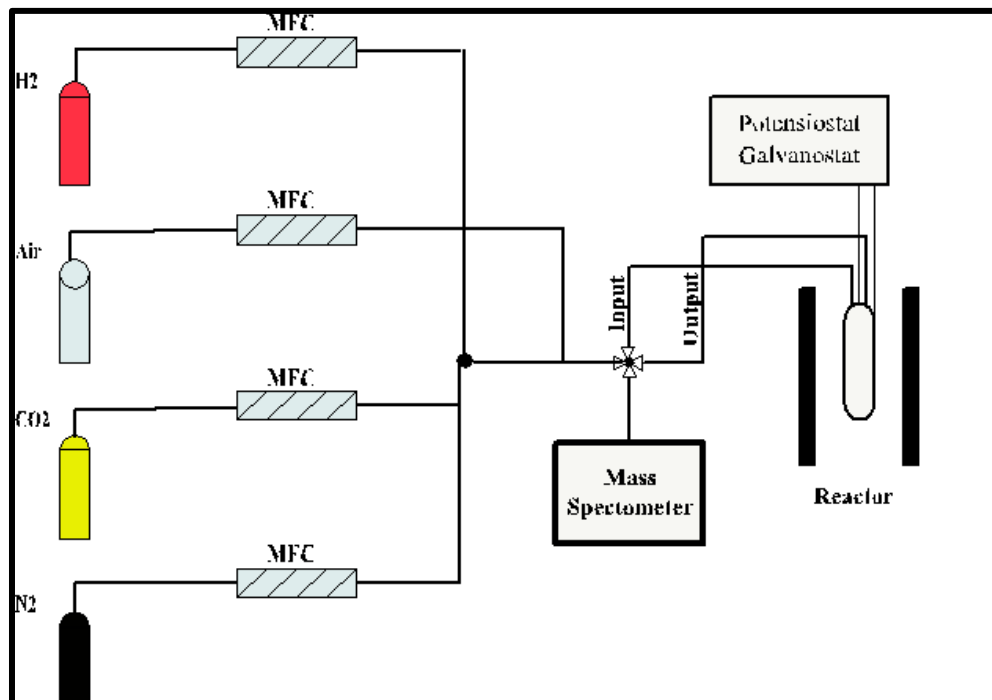 MFC
H2
Potensiostat
Galvanostat
MFC
Air
Input
Output
MFC
CO2
Mass
Spectometer
Reactor
MFC
N2